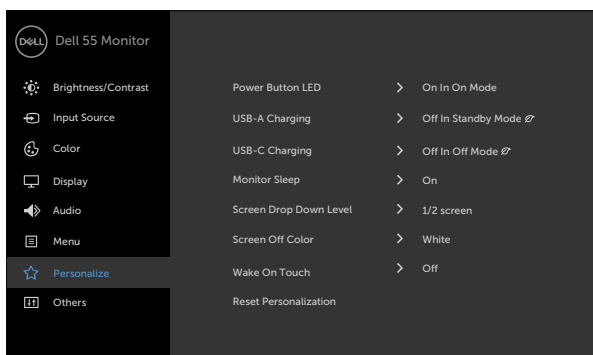 DELL Dell 55 Monitor
Brightness/Contrast Power Button LED On In On Mode
Input Source USB-A Charging Off In Standby Mode
Color USB-C Charging Off In Off Mode
Display Monitor Sleep On
Audio Screen Drop Down Level 1/2 screen
Menu Screen Off Color White
Personalize Wake On Touch Off
Others Reset Personalization